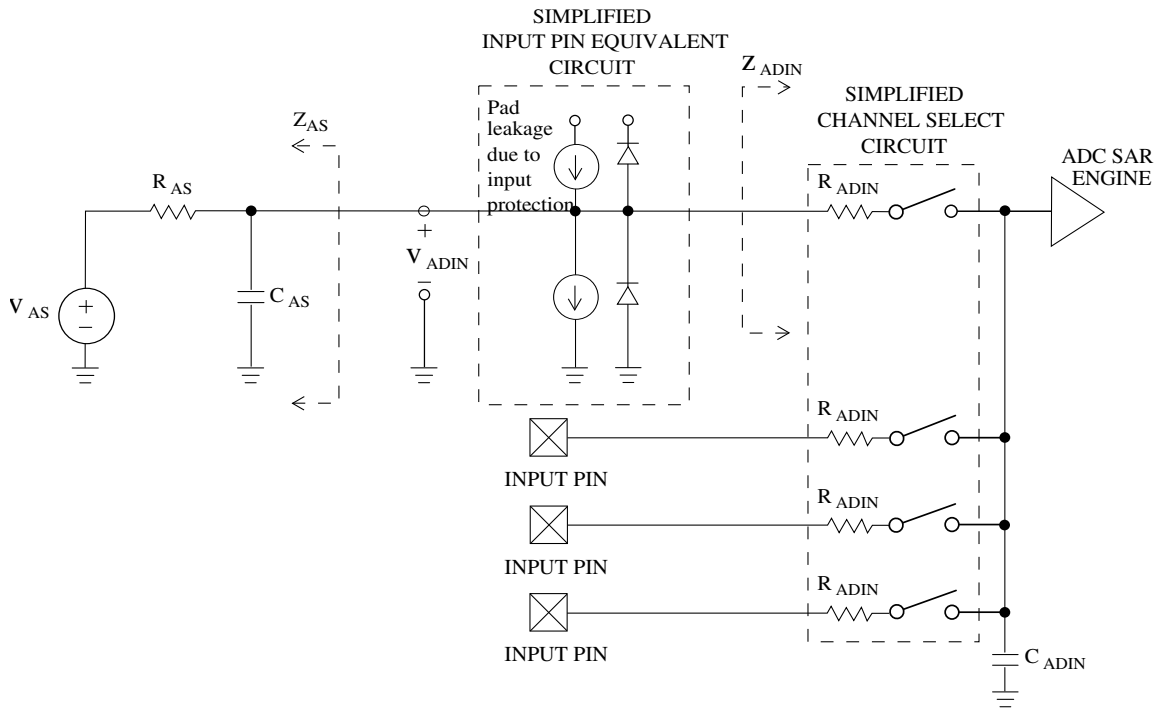 SIMPLIFIED
INPUT PIN EQUIVALENT
CIRCUIT
Z ADIN
SIMPLIFIED
CHANNEL SELECT
CIRCUIT
ADC SAR
ENGINE
Pad
leakage
due to
input
protection
Z AS
R AS
R ADIN
+
V ADIN
–
V AS
+
–
C AS
R ADIN
INPUT PIN
R ADIN
INPUT PIN
R ADIN
INPUT PIN
C ADIN